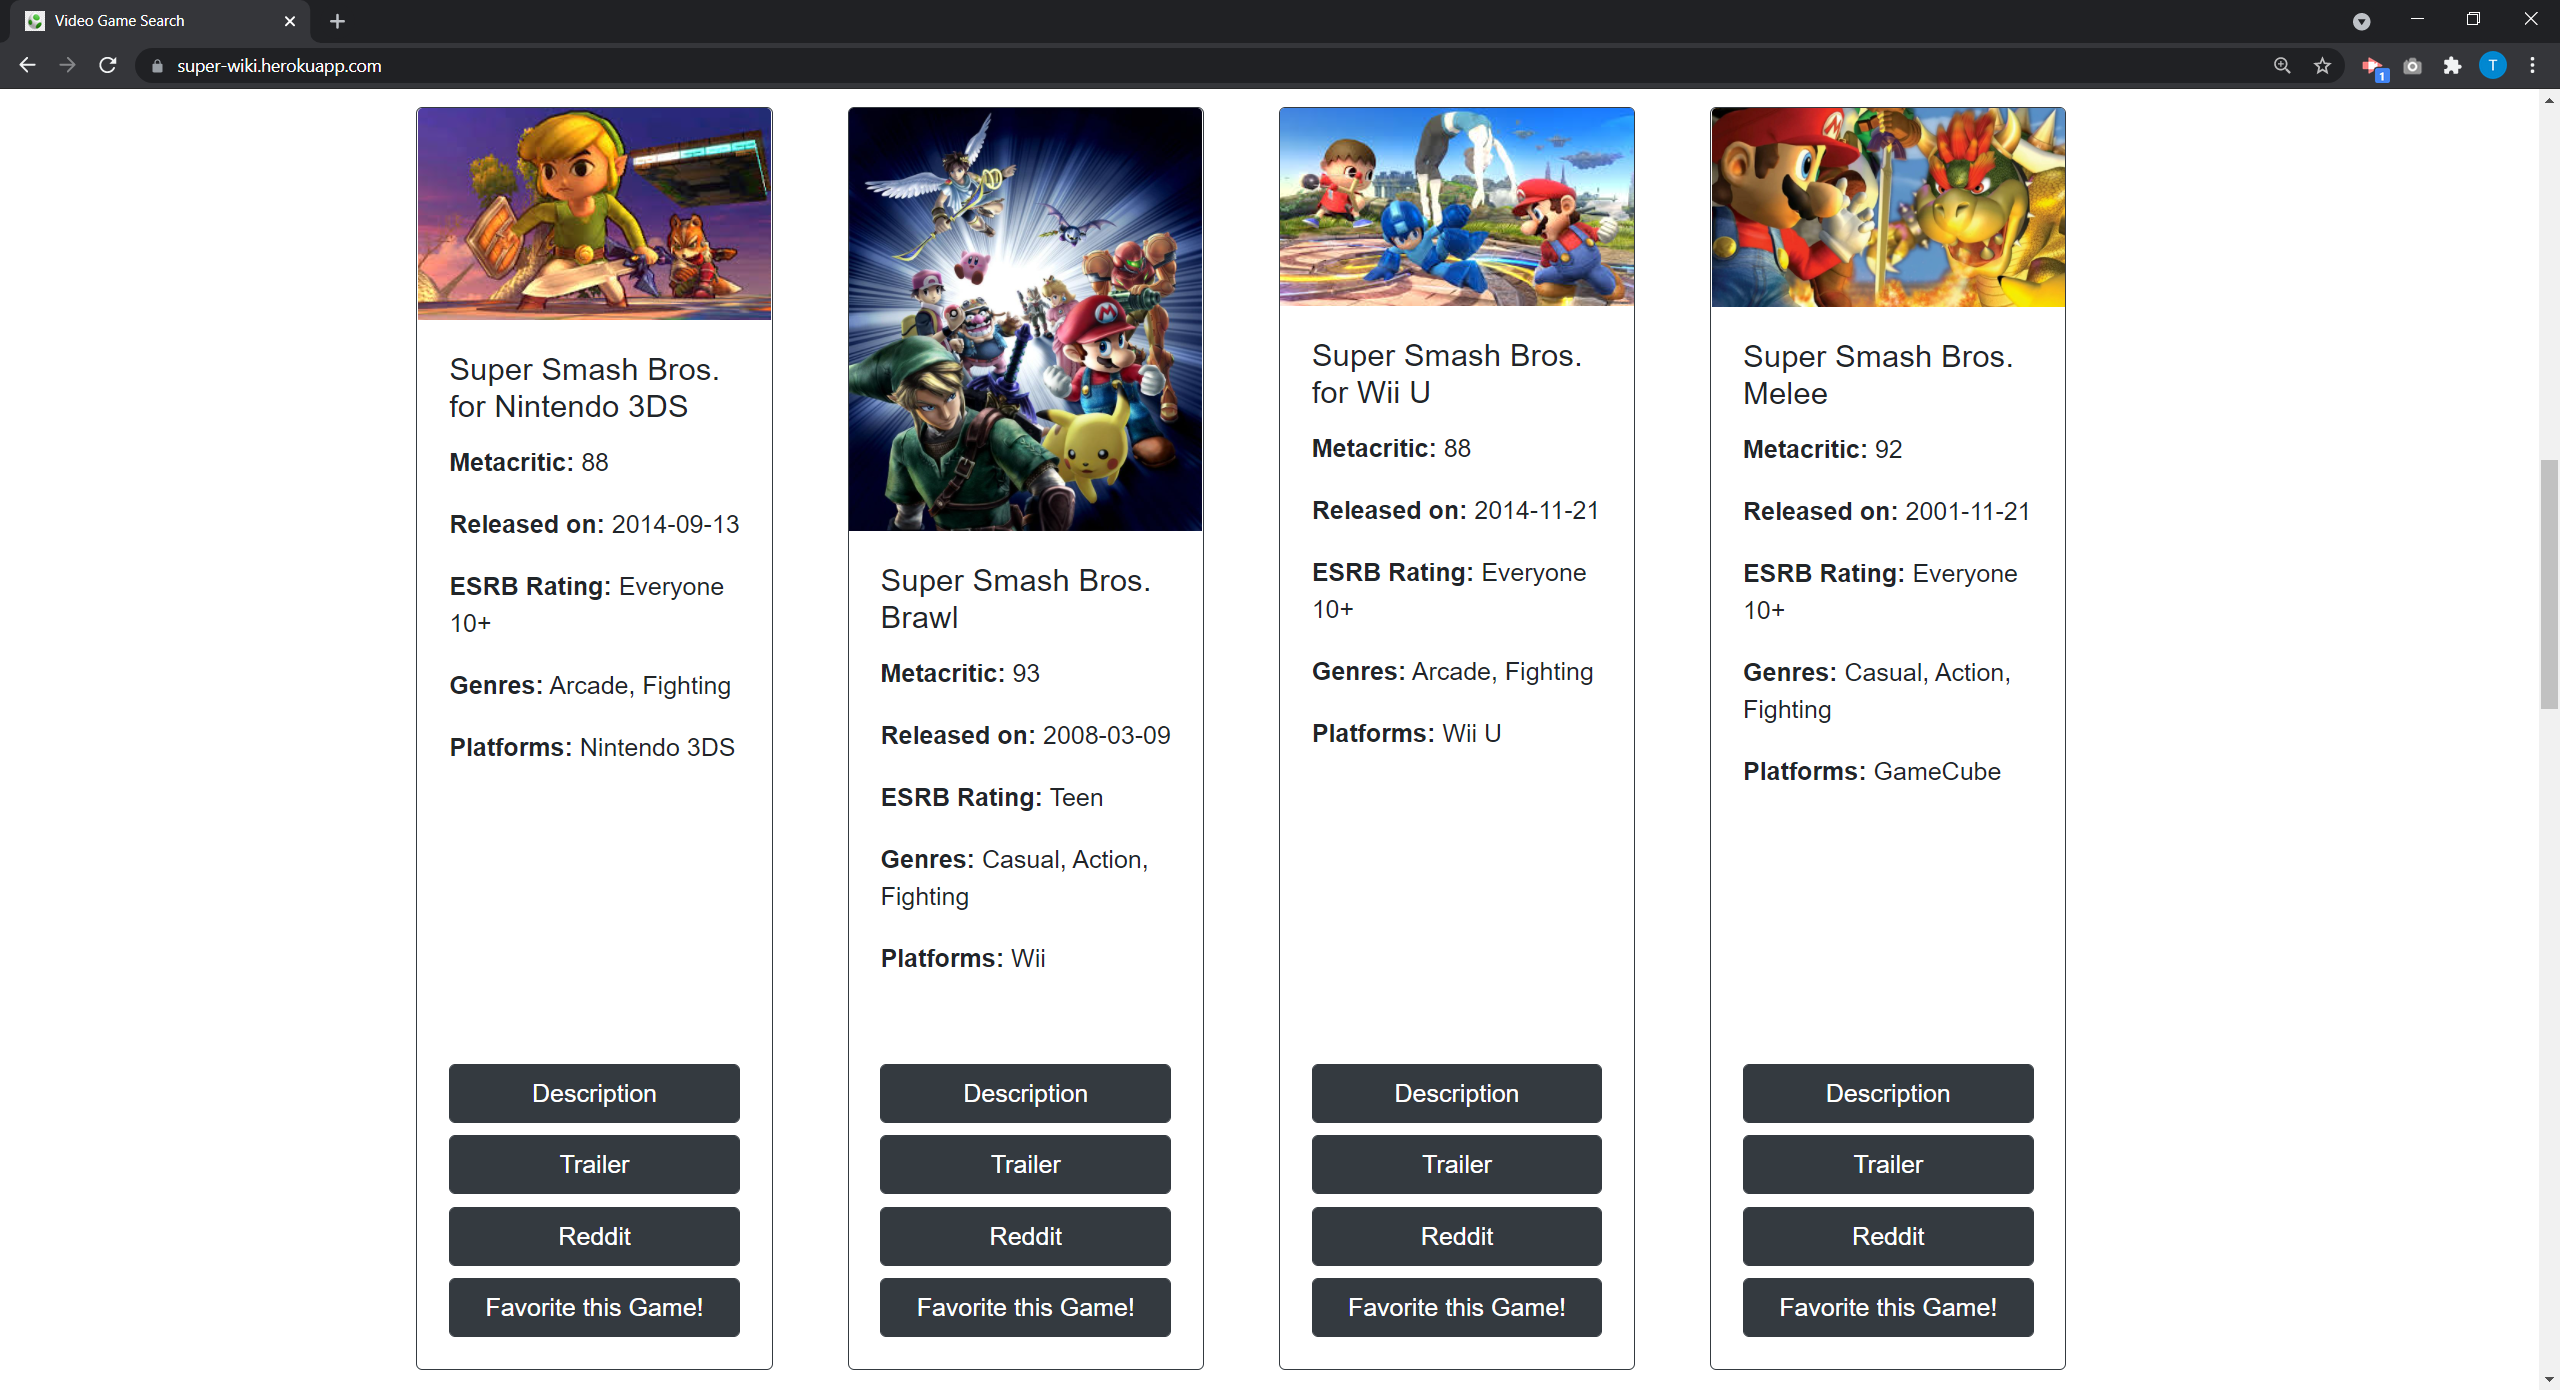 Video Game Search
super-wiki.herokuapp.com
1
T
Super Smash Bros.
for Nintendo 3DS
Metacritic: 88
Released on: 2014-09-13
ESRB Rating: Everyone
10+
Genres: Arcade, Fighting
Platforms: Nintendo 3DS
Description
Trailer
Reddit
Favorite this Game!
Super Smash Bros.
Brawl
Metacritic: 93
Released on: 2008-03-09
ESRB Rating: Teen
Genres: Casual, Action,
Fighting
Platforms: Wii
Description
Trailer
Reddit
Favorite this Game!
Super Smash Bros.
for Wii U
Metacritic: 88
Released on: 2014-11-21
ESRB Rating: Everyone
10+
Genres: Arcade, Fighting
Platforms: Wii U
Description
Trailer
Reddit
Favorite this Game!
Super Smash Bros.
Melee
Metacritic: 92
Released on: 2001-11-21
ESRB Rating: Everyone
10+
Genres: Casual, Action,
Fighting
Platforms: GameCube
Description
Trailer
Reddit
Favorite this Game!